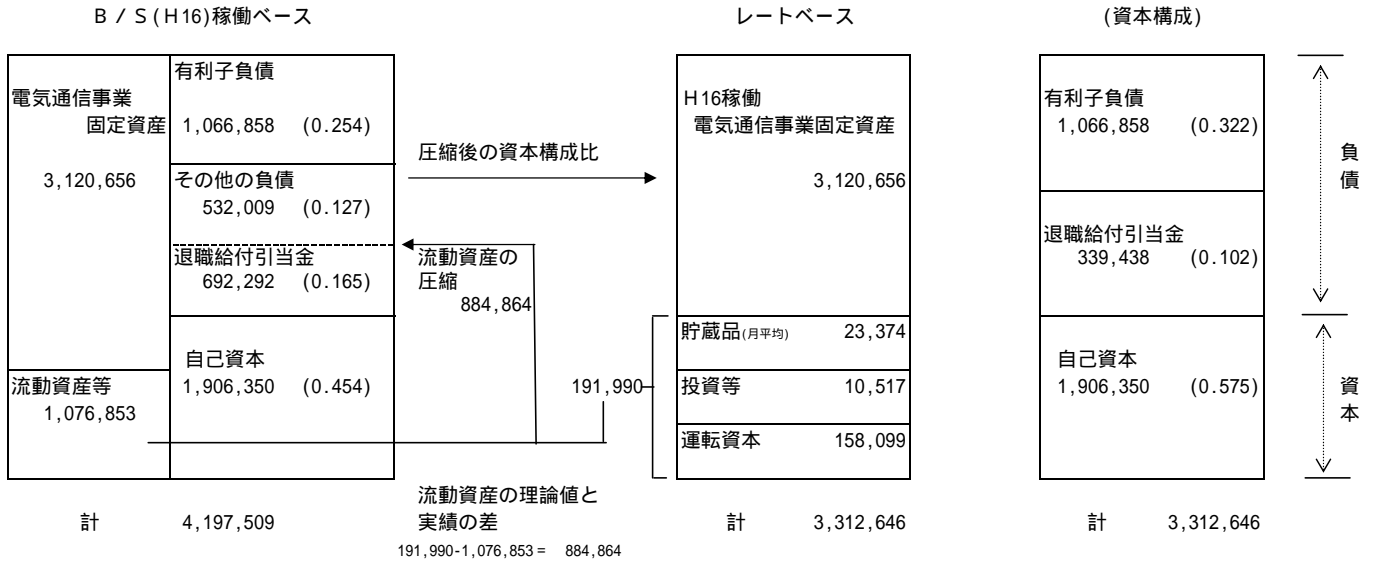 B / S (H16)稼働ベース
電気通信事業
固定資産
3,120,656
流動資産等
1,076,853
有利子負債
1,066,858 (0.254)
その他の負債
532,009 (0.127)
退職給付引当金
692,292 (0.165)
自己資本
1,906,350 (0.454)
計 4,197,509
圧縮後の資本構成比
流動資産の
圧縮
884,864
191,990
流動資産の理論値と
実績の差
191,990-1,076,853 = 884,864
レートベース
H16稼働
電気通信事業固定資産
3,120,656
貯蔵品(月平均) 23,374
投資等 10,517
運転資本 158,099
計 3,312,646
(資本構成)
有利子負債
1,066,858 (0.322)
退職給付引当金
339,438 (0.102)
自己資本
1,906,350 (0.575)
計 3,312,646
負債
資本